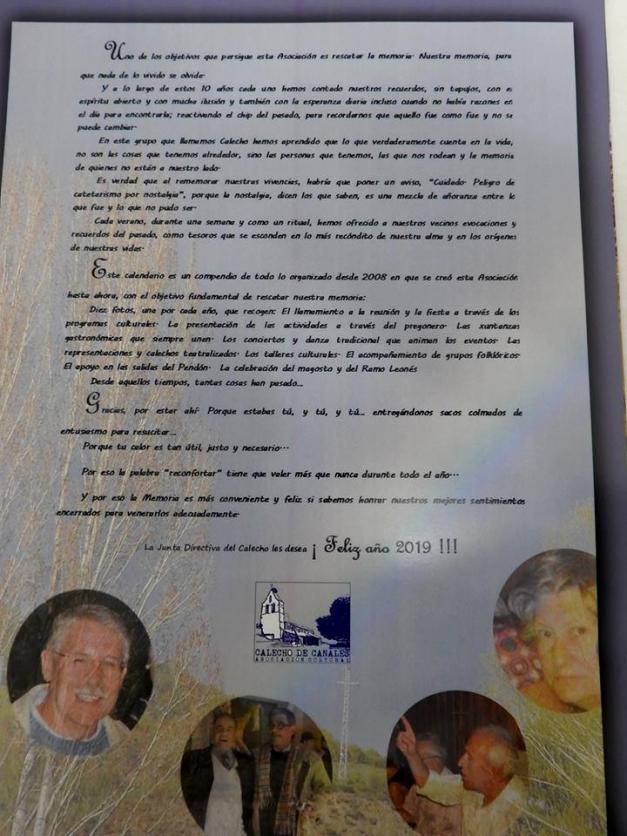 Uno de los objetivos que persigue esta Asociación es rescatar la memoria. Nuestra memoria, para
que nada de lo vivido se olvide.
Y a lo largo de estos 10 años cada uno hemos contado nuestros recuerdos, sin tapujos, con el
espíritu abierto y con mucha ilusión y también con la esperanza diaria incluso cuando no había razones en
el día para encontrarla; reactivando el chip del pasado, para recordarnos que aquello fue como fue y no se
puede cambiar.
En este grupo que llamamos Calecho hemos aprendido que lo que verdaderamente cuenta en la vida,
no son las cosas que tenemos alrededor, sino las personas que tenemos, las que nos rodean y la memoria
de quienes no están a nuestro lado.
Es verdad que al rememorar nuestras vivencias, habría que poner un aviso, "Cuidado. Peligro de
cateterismo por nostalgia", porque la nostalgia, dicen los que saben, es una mezcla de añoranza entre lo
que fue y lo que no pudo ser.
Cada verano, durante una semana y como un ritual, hemos ofrecido a nuestros vecinos evocaciones y
recuerdos del pasado, como tesoros que se esconden en lo más recóndito de nuestra alma y en los orígenes
de nuestras vidas.
Este calendario es un compendio de todo lo organizado desde 2008 en que se creó esta Asociación
hasta ahora, con el objetivo fundamental de rescatar nuestra memoria:
Diez fotos, una por cada año, que recogen: El llamamiento a la reunión y la fiesta a través de los
programas culturales. La presentación de las actividades a través del pregonero. Las xuntanzas
gastronómicas que siempre unen. Los conciertos y danza tradicional que animan los eventos. Las
representaciones y calechos teatralizados. Los talleres culturales. El acompañamiento de grupos folklóricos.
El apoyo en las salidas del Pendón. La celebración del magosto y del Ramo Leonés
Desde aquellos tiempos, tantas cosas han pasado...
Gracias, por estar ahí. Porque estabas tú, y tú, y tú... entregándonos sacos colmados de
entusiasmo para resucitar...
Porque tu calor es tan útil, justo y necesario...
Por eso la palabra "reconfortar" tiene que valer más que nunca durante todo el año...
Y por eso la Memoria es más conveniente y feliz si sabemos honrar nuestros mejores sentimientos
encerrados para venerarlos adecuadamente.
La Junta Directiva del Calecho les desea ¡ Feliz año 2019 !!!
CALECHO DE CANALES
ASOCIACION CULTURAL